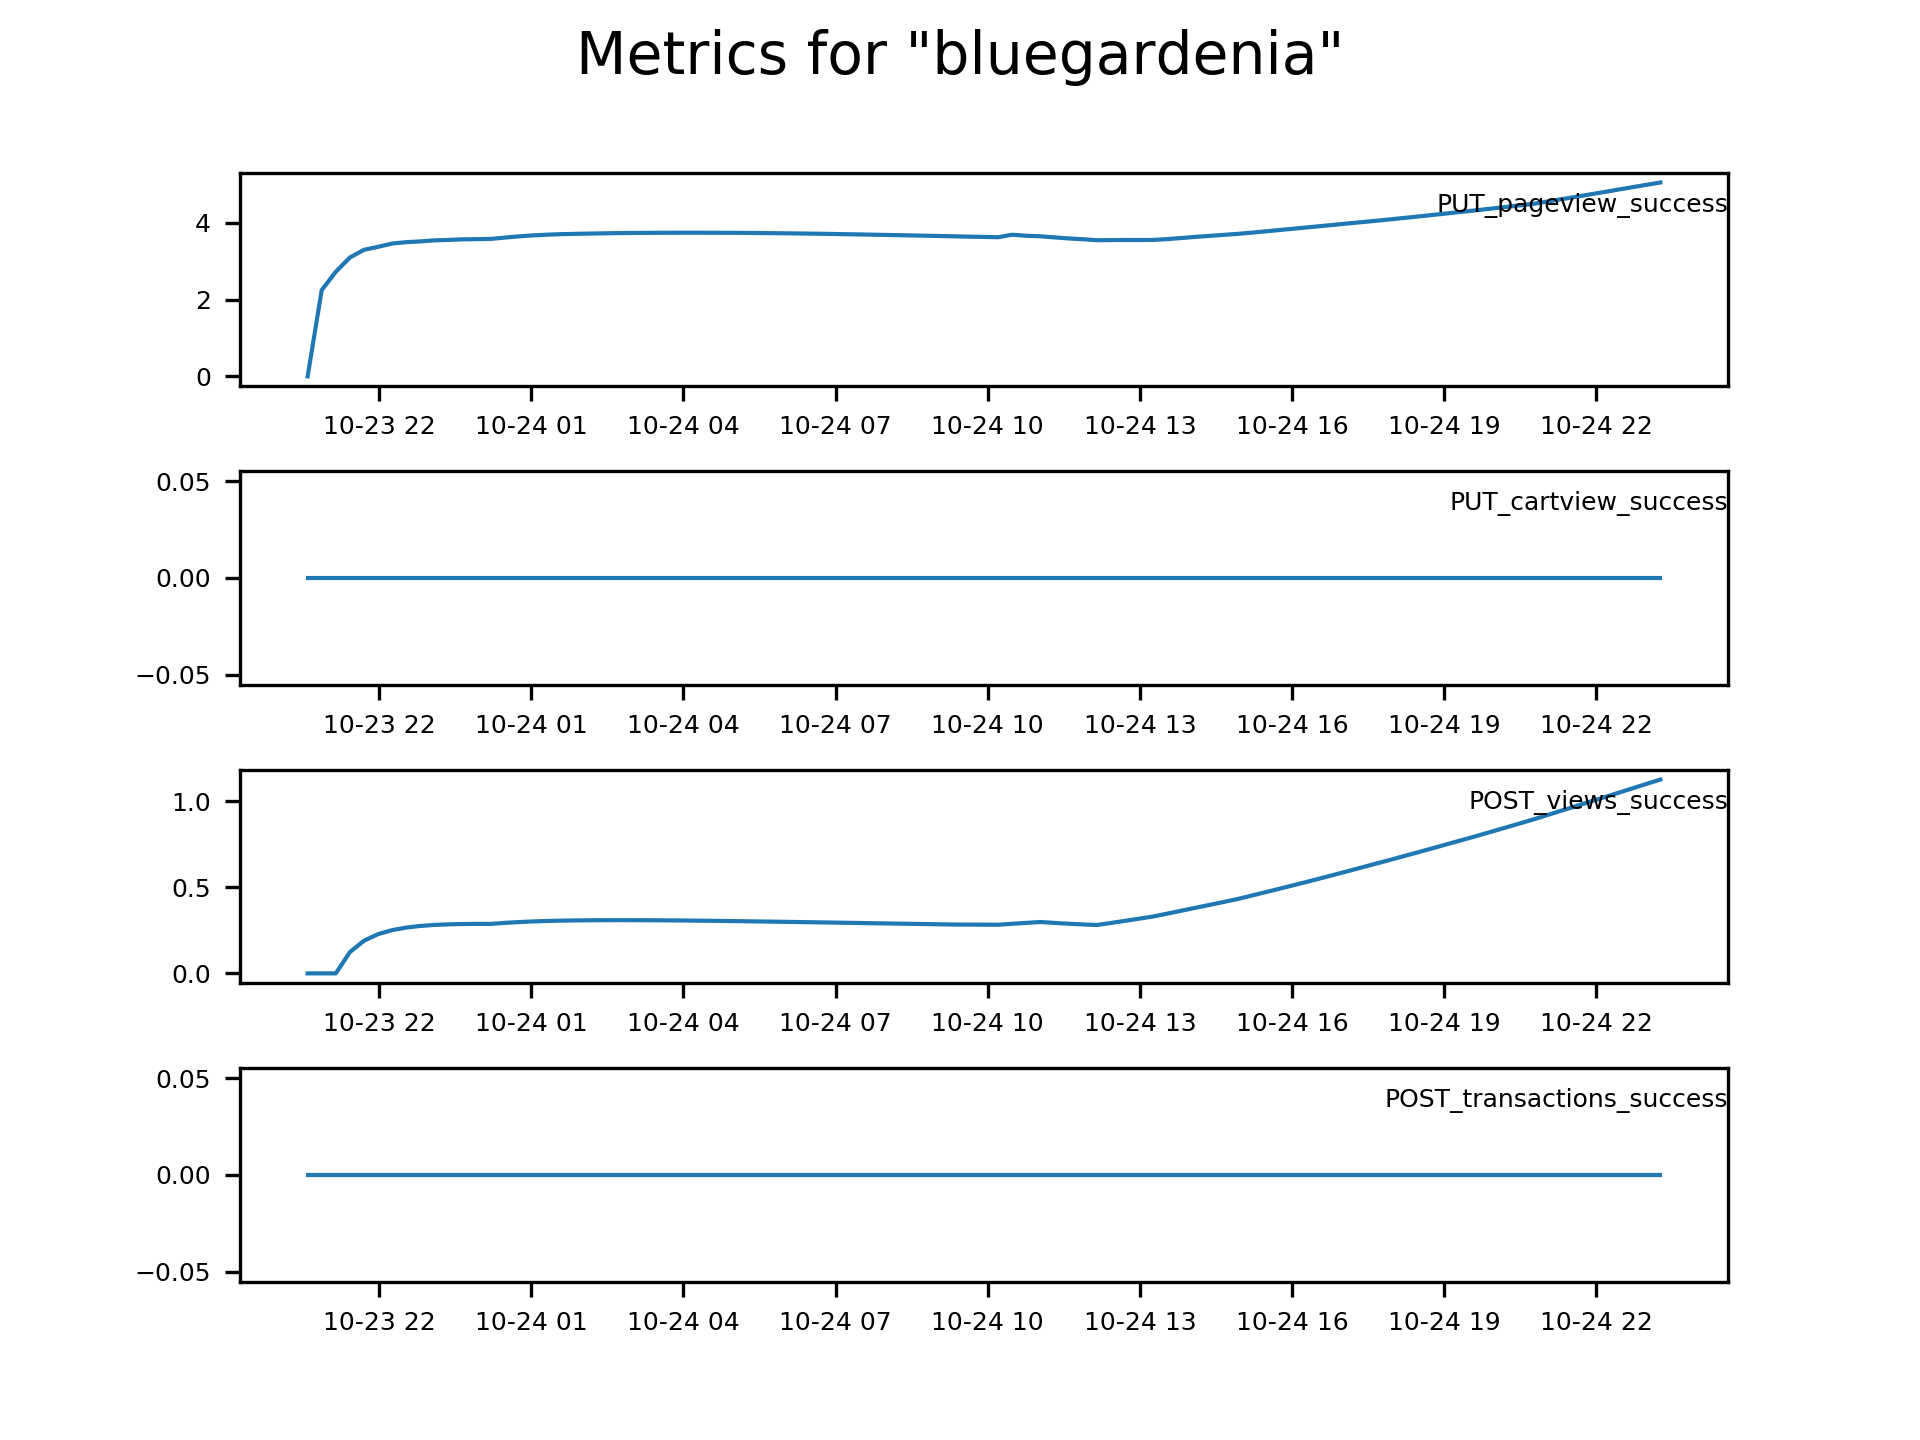 Metrics for "bluegardenia"
PUT_pageview_success
4
2
0
10-23 22 10-24 01 10-24 04 10-24 07 10-24 10 10-24 13 10-24 16 10-24 19 10-24 22
0.05
PUT_cartview_success
0.00
−0.05
10-23 22 10-24 01 10-24 04 10-24 07 10-24 10 10-24 13 10-24 16 10-24 19 10-24 22
1.0
POST_views_success
0.5
0.0
10-23 22 10-24 01 10-24 04 10-24 07 10-24 10 10-24 13 10-24 16 10-24 19 10-24 22
0.05
POST_transactions_success
0.00
−0.05
10-23 22 10-24 01 10-24 04 10-24 07 10-24 10 10-24 13 10-24 16 10-24 19 10-24 22